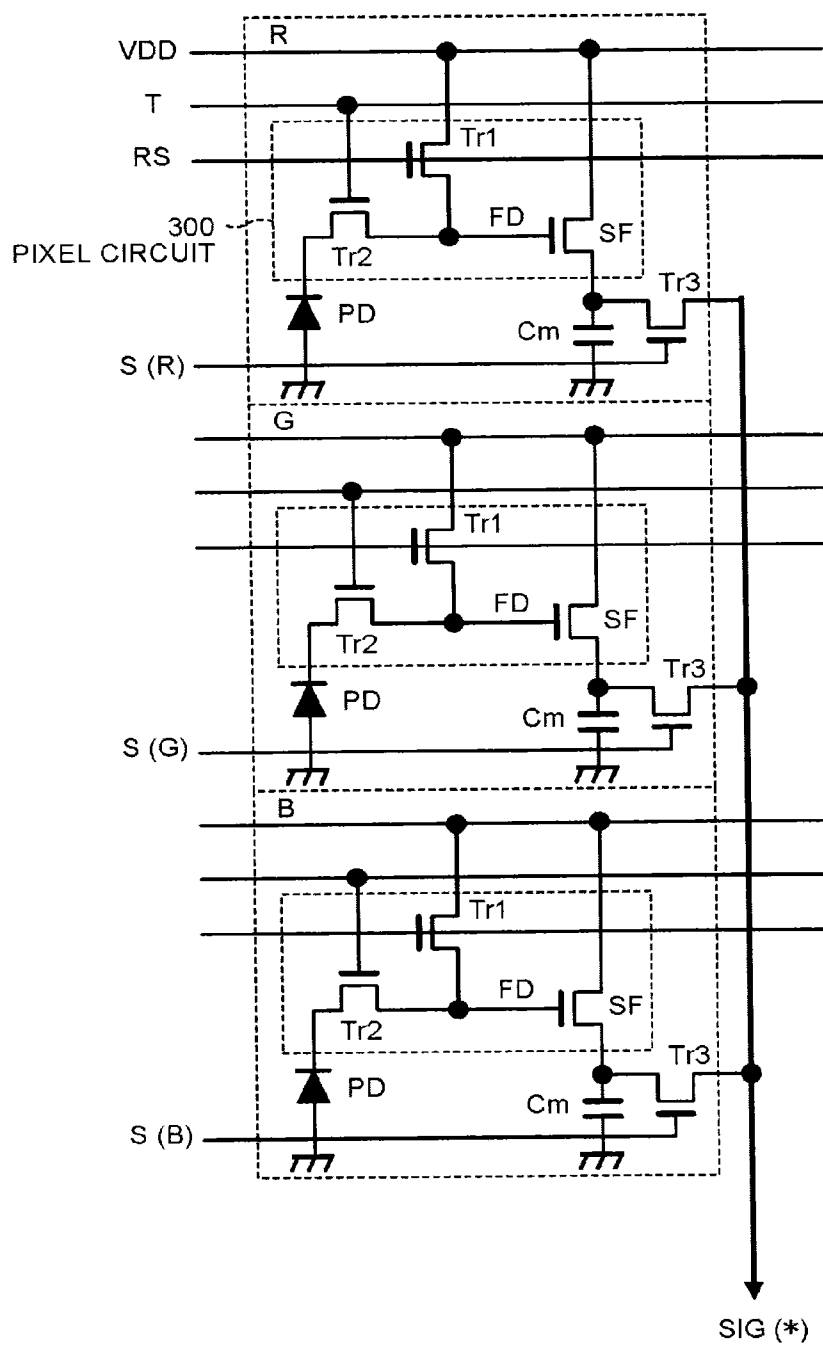 R
VDD
T
Tr1
RS
300
PIXEL CIRCUIT
FD
SF
Tr2
Tr3
PD
Cm
S (R)
G
Tr1
FD
SF
Tr2
Tr3
PD
Cm
S (G)
B
Tr1
FD
SF
Tr2
Tr3
PD
Cm
S (B)
SIG (*)